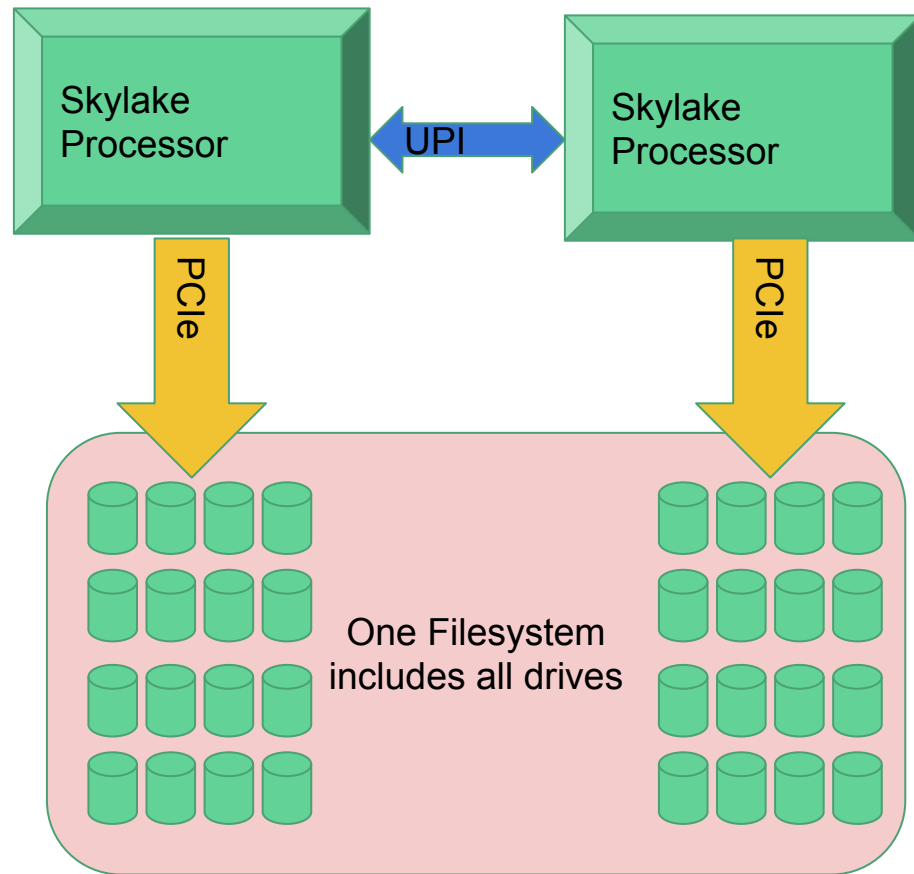 Skylake
Processor
UPI
Skylake
Processor
PCIe
PCIe
One Filesystem
includes all drives